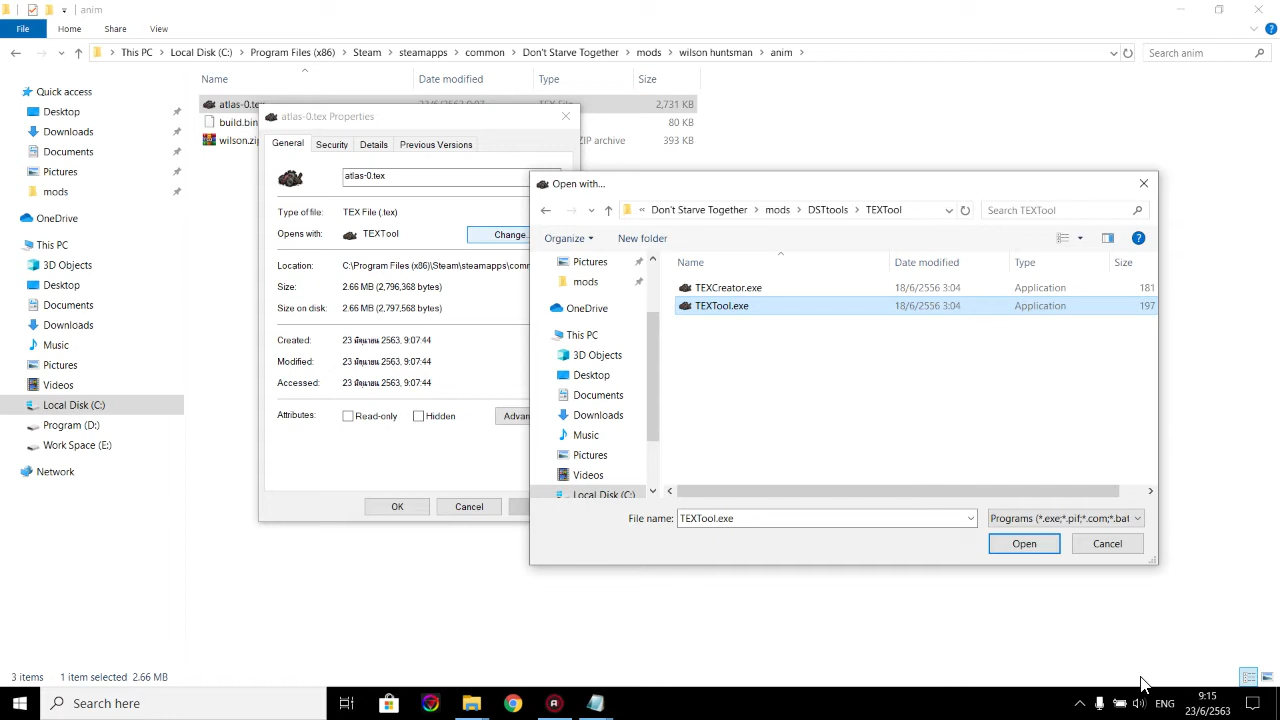 anim
File
Home
Share
View
This PC
Local Disk (C:)
Program Files (x86)
Steam
steamapps
common
Don't Starve Together
mods
wilson huntsman
anim
Search anim
Name
Date modified
Type
Size
Quick access
Desktop
Downloads
Documents
Pictures
mods
OneDrive
This PC
3D Objects
Desktop
Documents
Downloads
Music
Pictures
Videos
Local Disk (C:)
Program (D:)
Work Space (E:)
Network
atlas-0.tex
2,731 KB
build.bin
80 KB
wilson.zip
ZIP archive
393 KB
atlas-0.tex Properties
General
Security
Details
Previous Versions
atlas-0.tex
Type of file:
TEX File (.tex)
Opens with:
TEXTool
Change..
Location:
C:\Program Files (x86)\Steam\steamapps\comm
Size:
2.66 MB (2,796,368 bytes)
Size on disk:
2.66 MB (2,797,568 bytes)
Created:
23 มิถุนายน 2563, 9:07:44
Modified:
23 มิถุนายน 2563, 9:07:44
Accessed:
23 มิถุนายน 2563, 9:07:44
Attributes:
Read-only
Hidden
Advan
OK
Cancel
Open with...
« Don't Starve Together
mods
DSTtools
TEXTool
Search TEXTool
Organize
New folder
Pictures
mods
OneDrive
This PC
3D Objects
Desktop
Documents
Downloads
Music
Pictures
Videos
Local Disk (C:)
Name
Date modified
Type
Size
TEXCreator.exe
18/6/2556 3:04
Application
181
TEXTool.exe
18/6/2556 3:04
Application
197
File name:
TEXTool.exe
Programs (*.exe;*.pif;*.com;*.bat
Open
Cancel
3 items
1 item selected 2.66 MB
Search here
ENG
9:15
23/6/2563